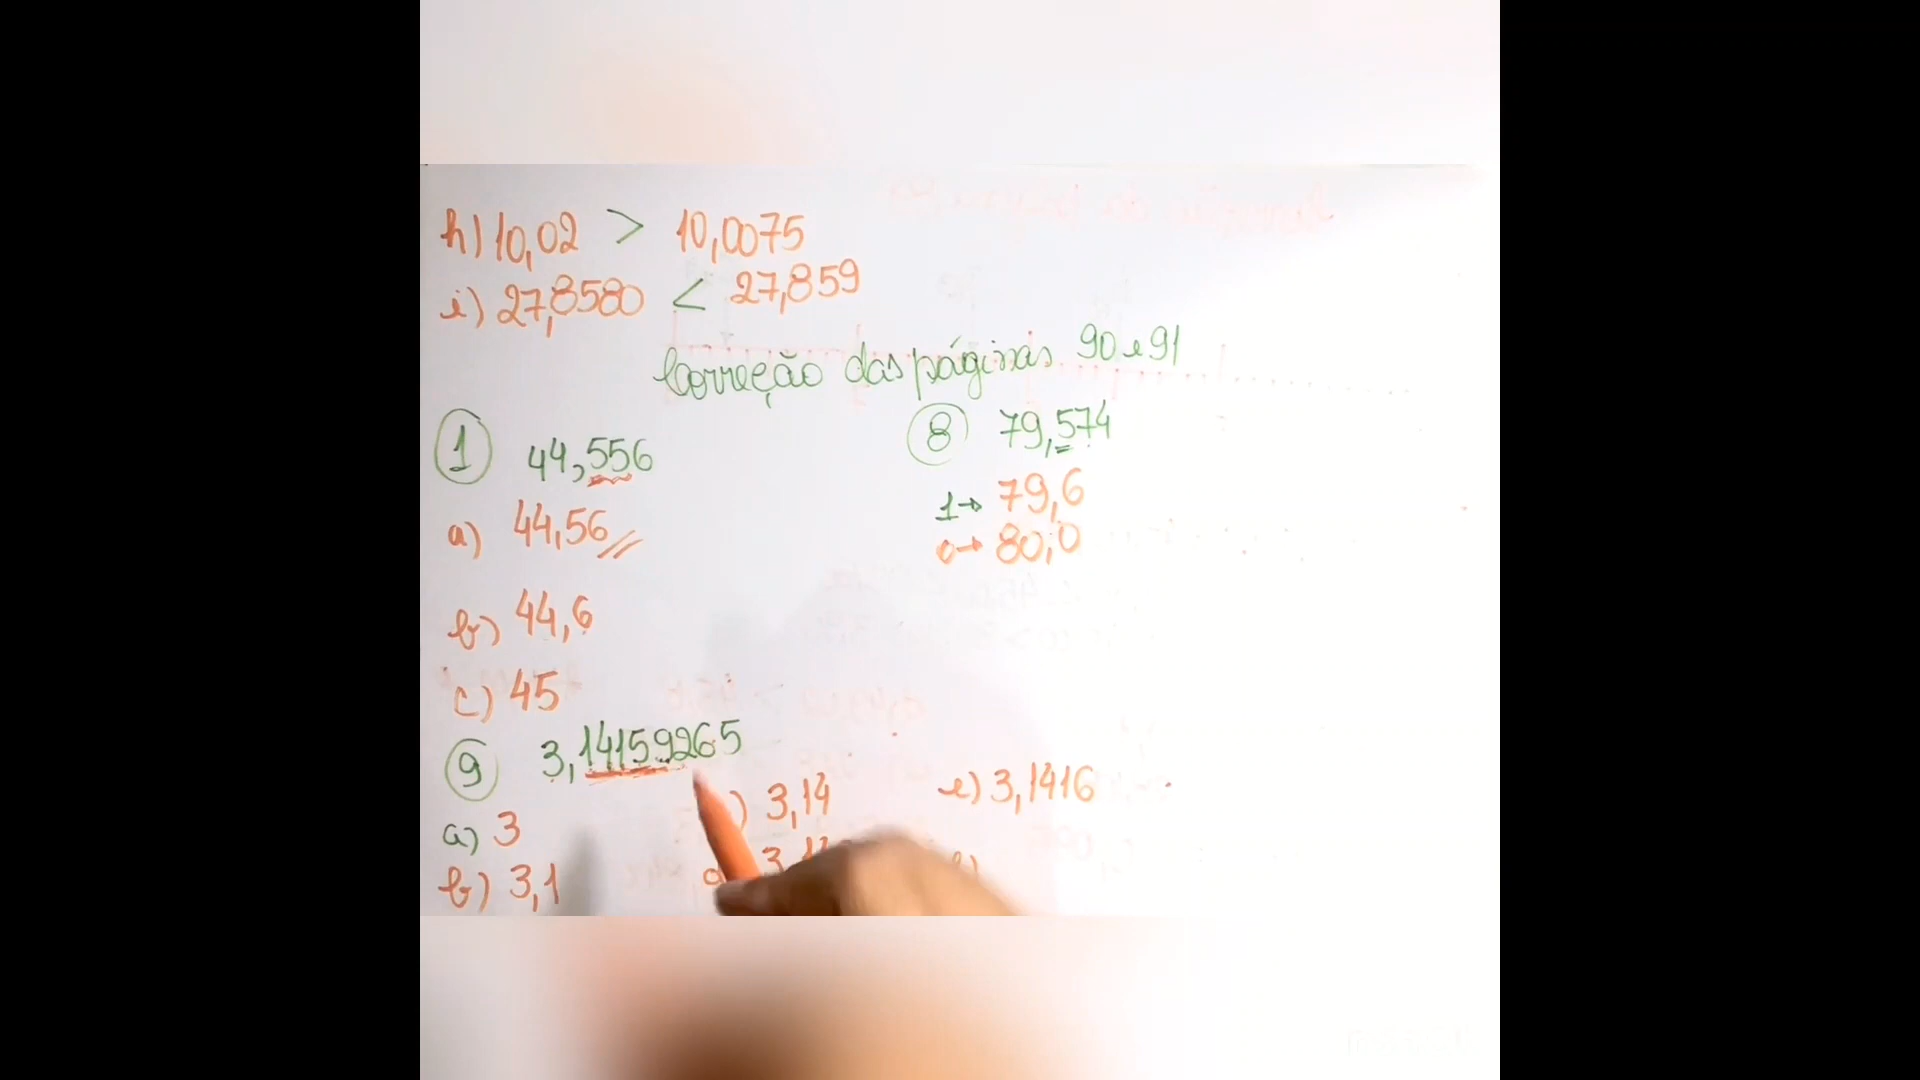 h) 10,02 > 10,0075
i) 27,8580 < 27,859
Correção das páginas 90 e 91
1 44,556
a) 44,56
b) 44,6
c) 45
8 79,574
1→ 79,6
0→ 80,0
9 3,14159265
a) 3
b) 3,1
) 3,14
e) 3,1416